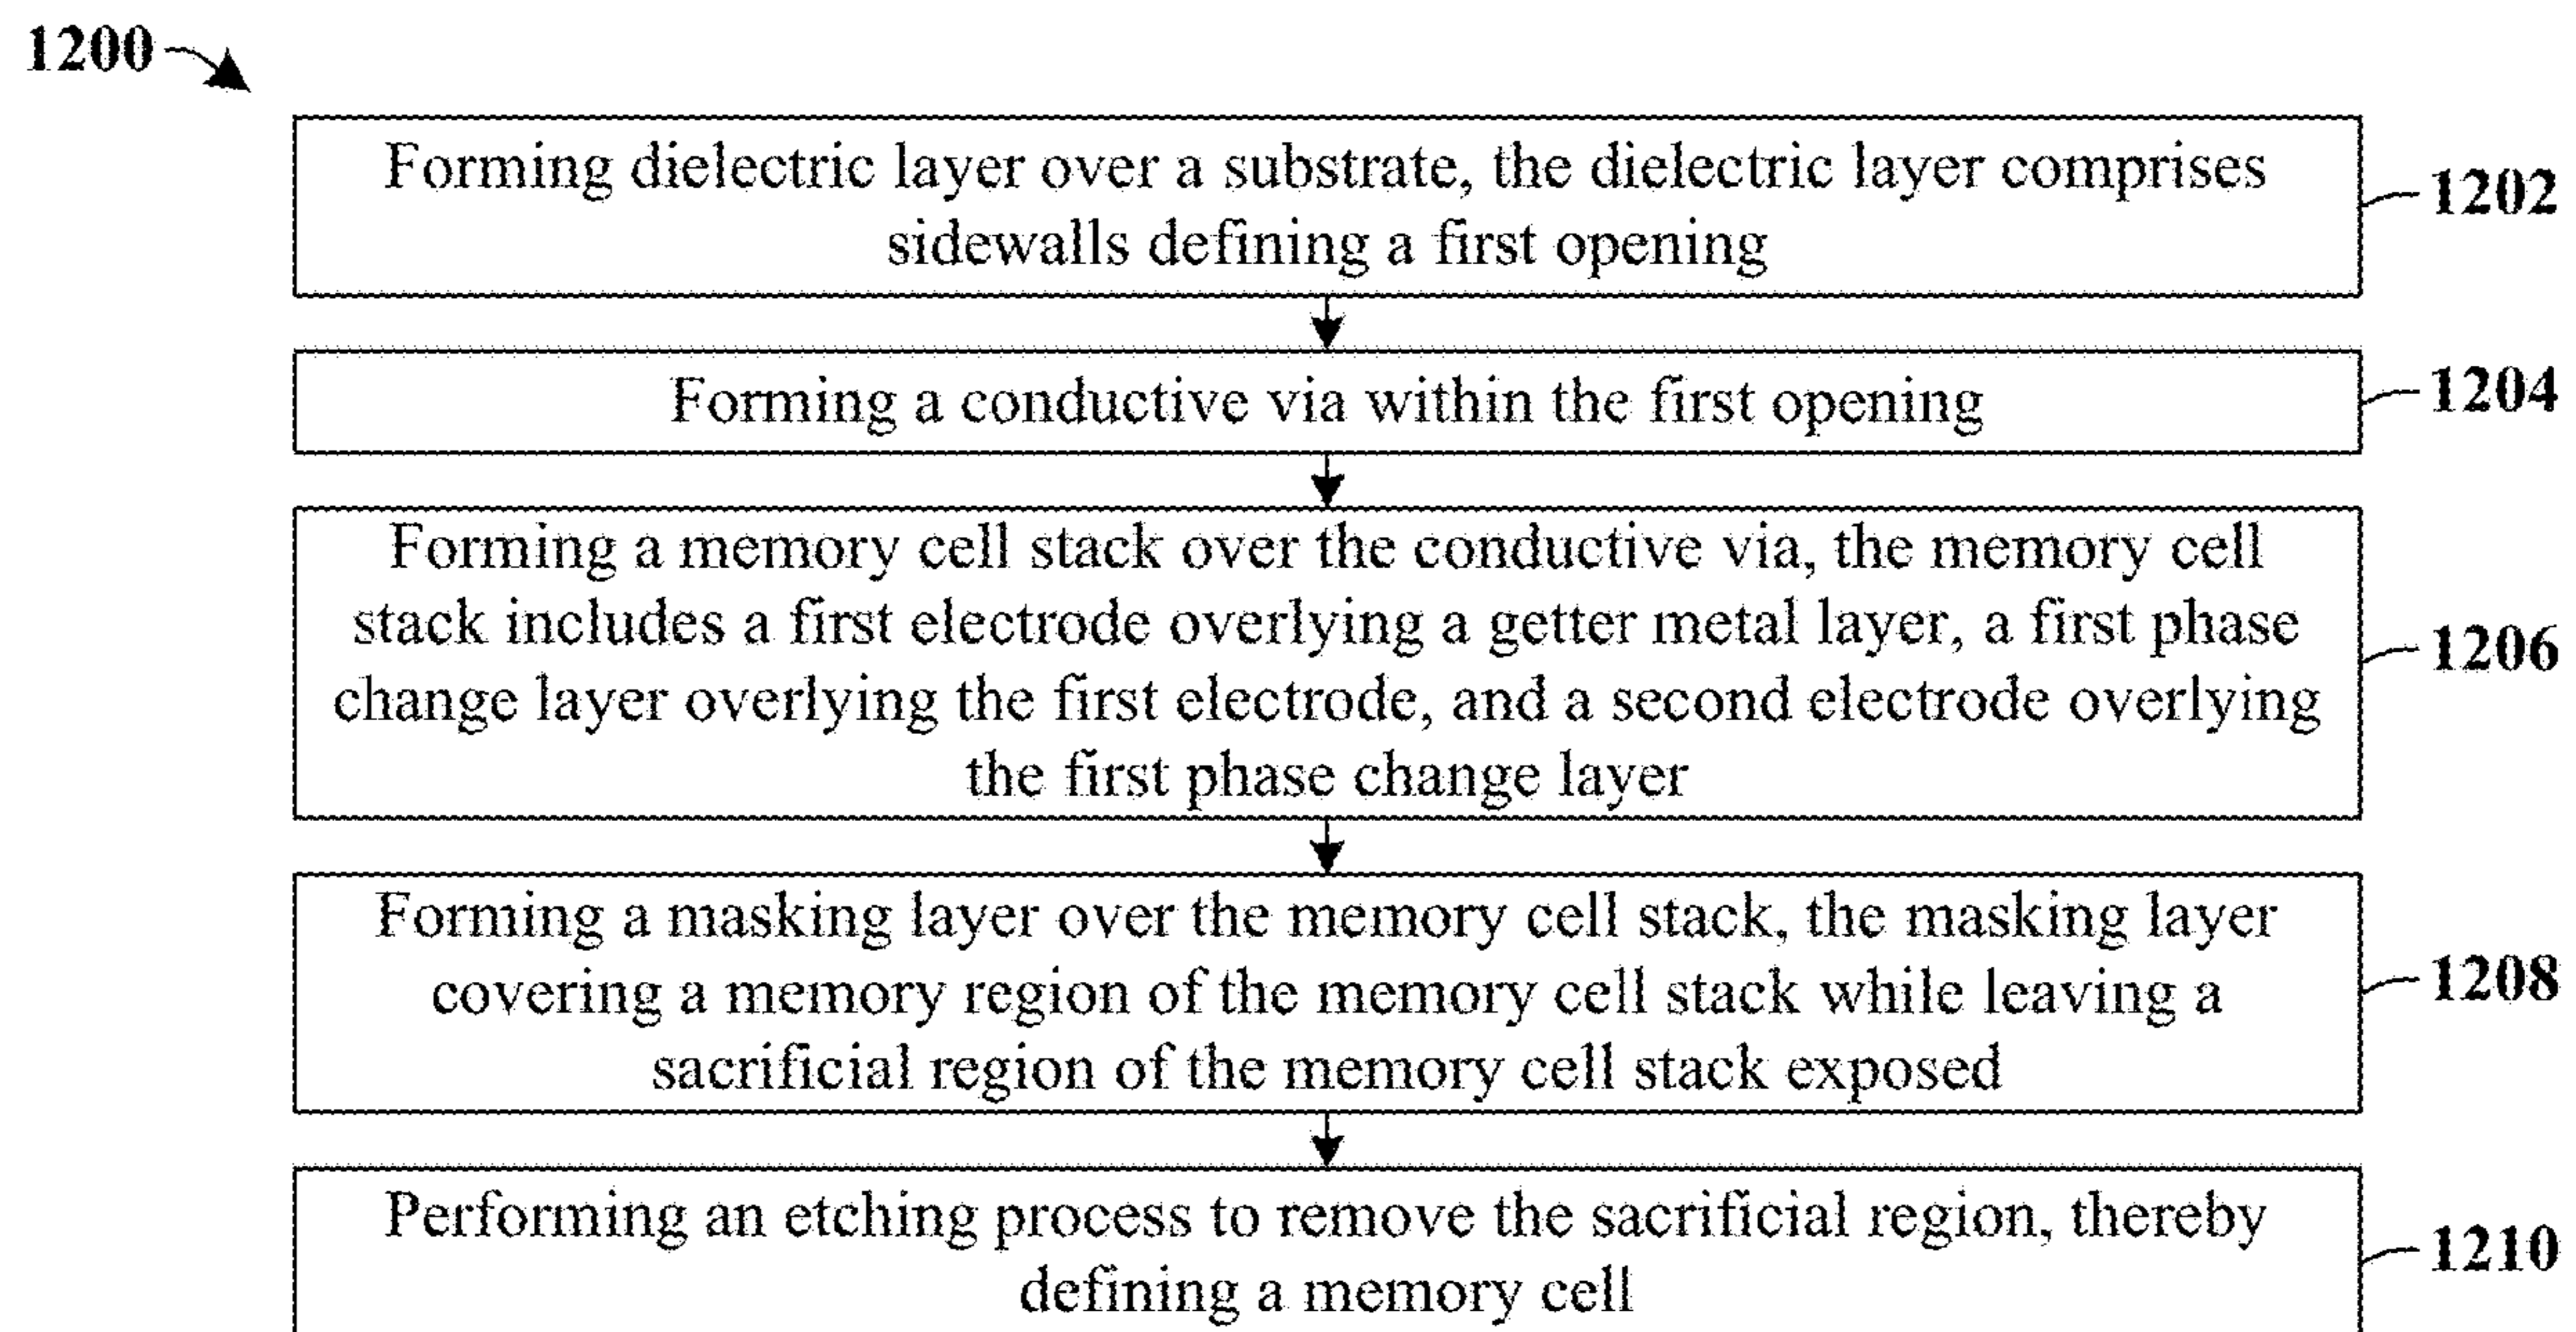 1200
Forming dielectric layer over a substrate, the dielectric layer comprises
sidewalls defining a first opening
1202
Forming a conductive via within the first opening
1204
Forming a memory cell stack over the conductive via, the memory cell
stack includes a first electrode overlying a getter metal layer, a first phase
change layer overlying the first electrode, and a second electrode overlying
the first phase change layer
1206
Forming a masking layer over the memory cell stack, the masking layer
covering a memory region of the memory cell stack while leaving a
sacrificial region of the memory cell stack exposed
1208
Performing an etching process to remove the sacrificial region, thereby
defining a memory cell
1210